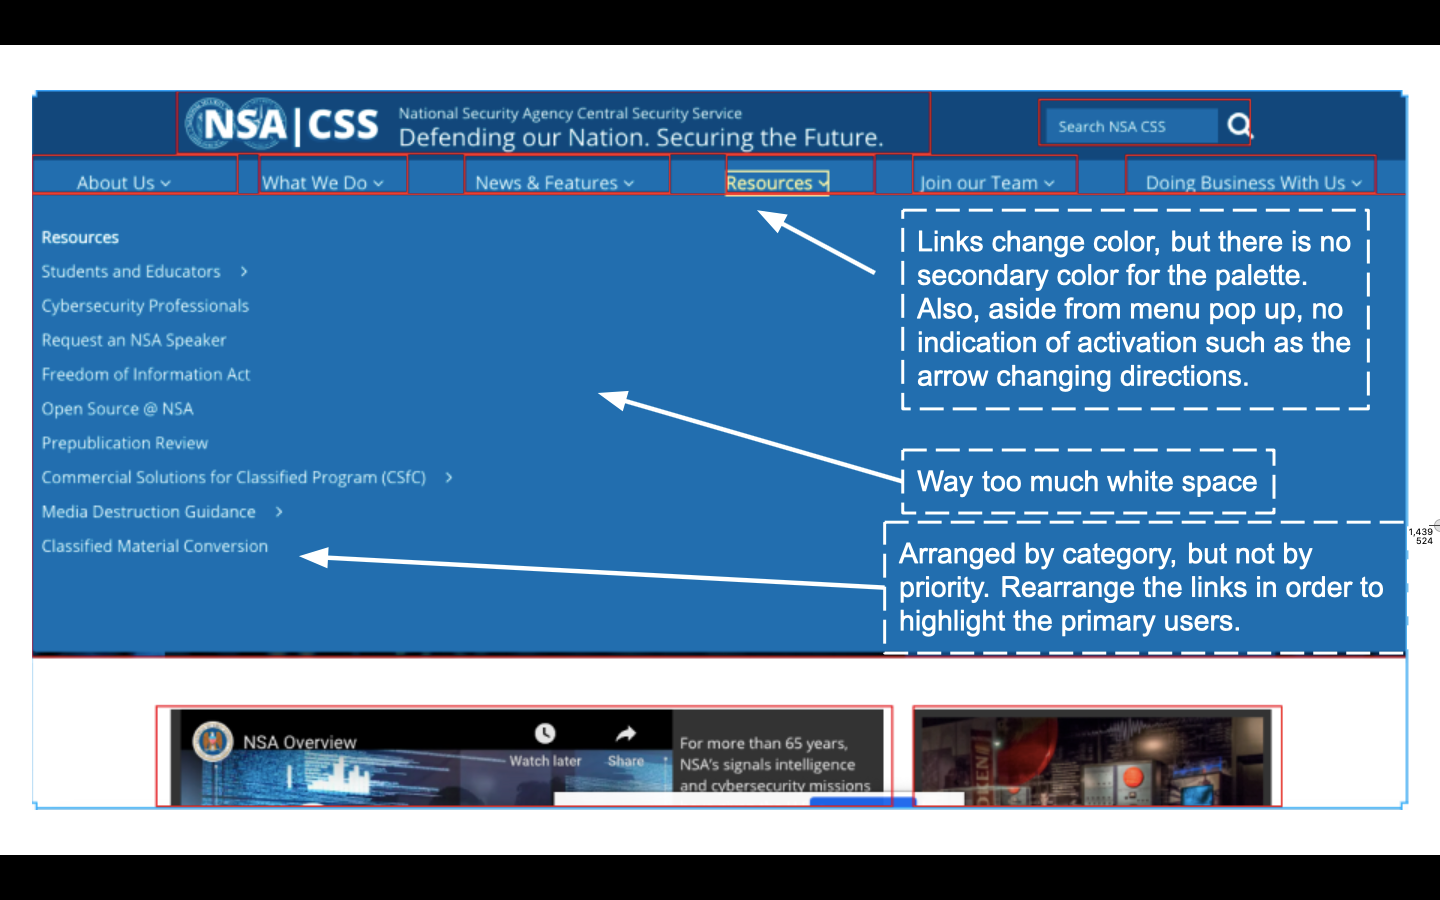 NSA|CSS
National Security Agency Central Security Service
Defending our Nation. Securing the Future.
Search NSA CSS
About Us
What We Do
News & Features
Resources
Join our Team
Doing Business With Us
Resources
Students and Educators
Cybersecurity Professionals
Request an NSA Speaker
Freedom of Information Act
Open Source @ NSA
Prepublication Review
Commercial Solutions for Classified Program (CSfC)
Media Destruction Guidance
Classified Material Conversion
Links change color, but there is no
secondary color for the palette.
Also, aside from menu pop up, no
indication of activation such as the
arrow changing directions.
Way too much white space
Arranged by category, but not by
priority. Rearrange the links in order to
highlight the primary users.
1,439
524
NSA Overview
Watch later
Share
For more than 65 years,
NSA's signals intelligence
and cybersecurity missions